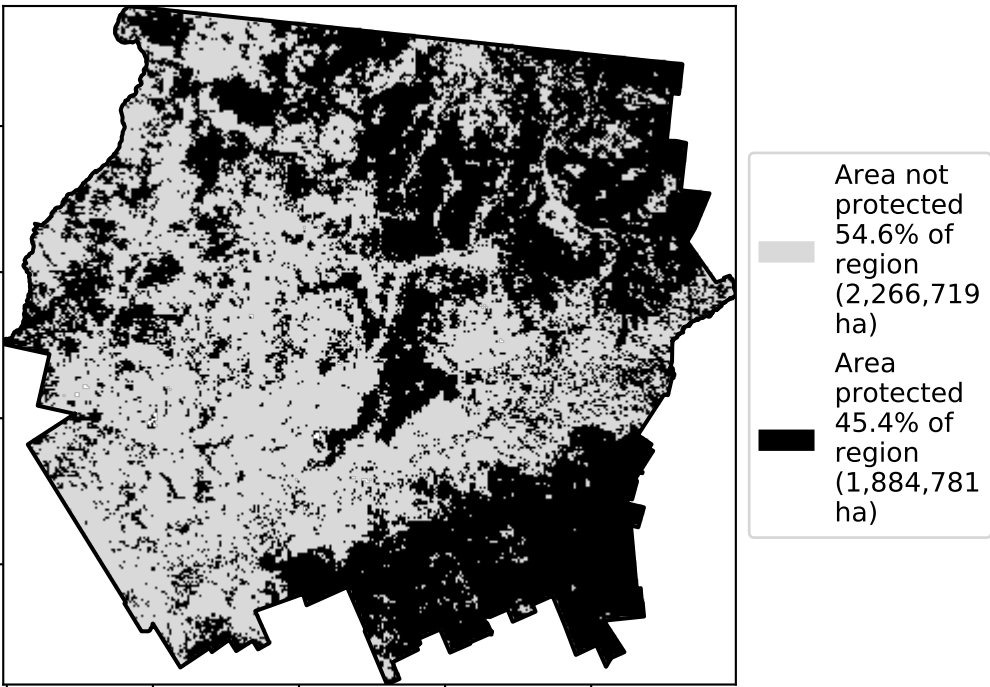 Area not
protected
54.6% of
region
(2,266,719
ha)
Area
protected
45.4% of
region
(1,884,781
ha)